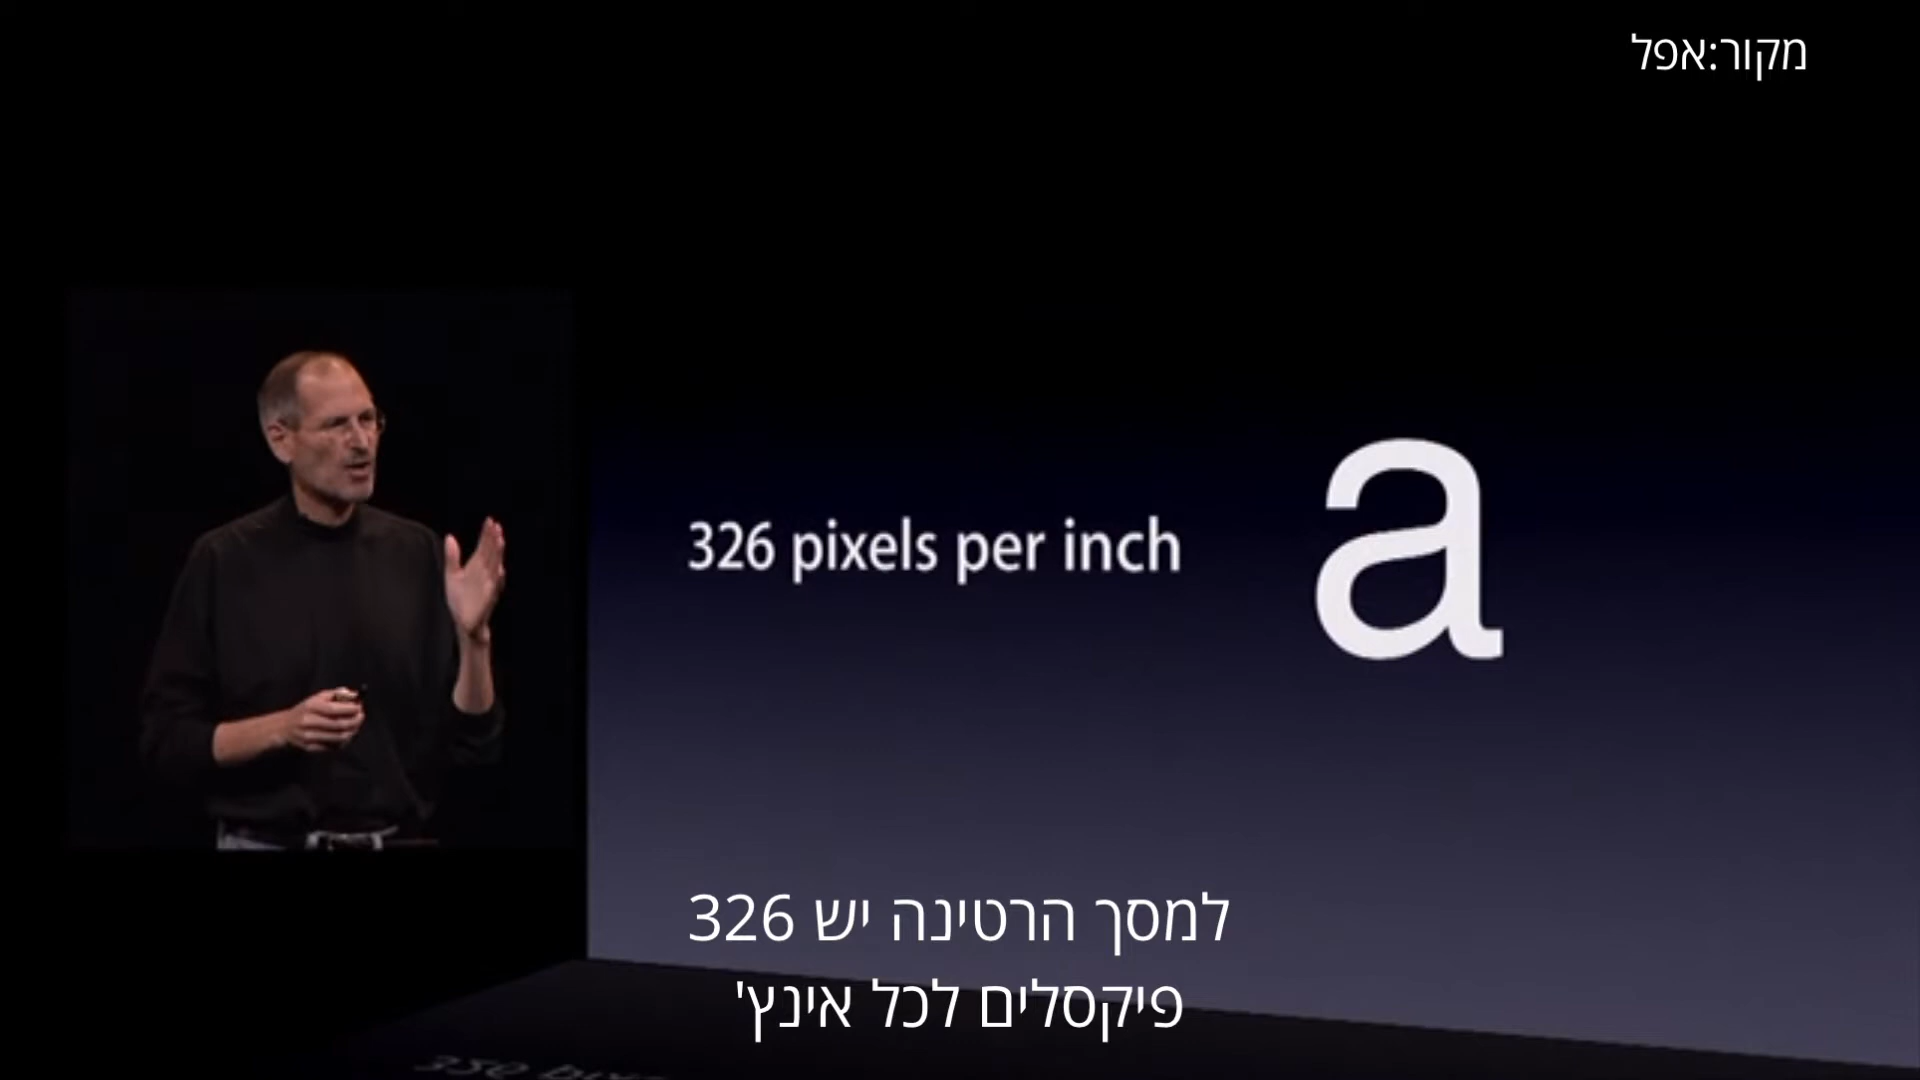 מקור:אפל
326 pixels per inch
a
למסך הרטינה יש 326
פיקסלים לכל אינץ'